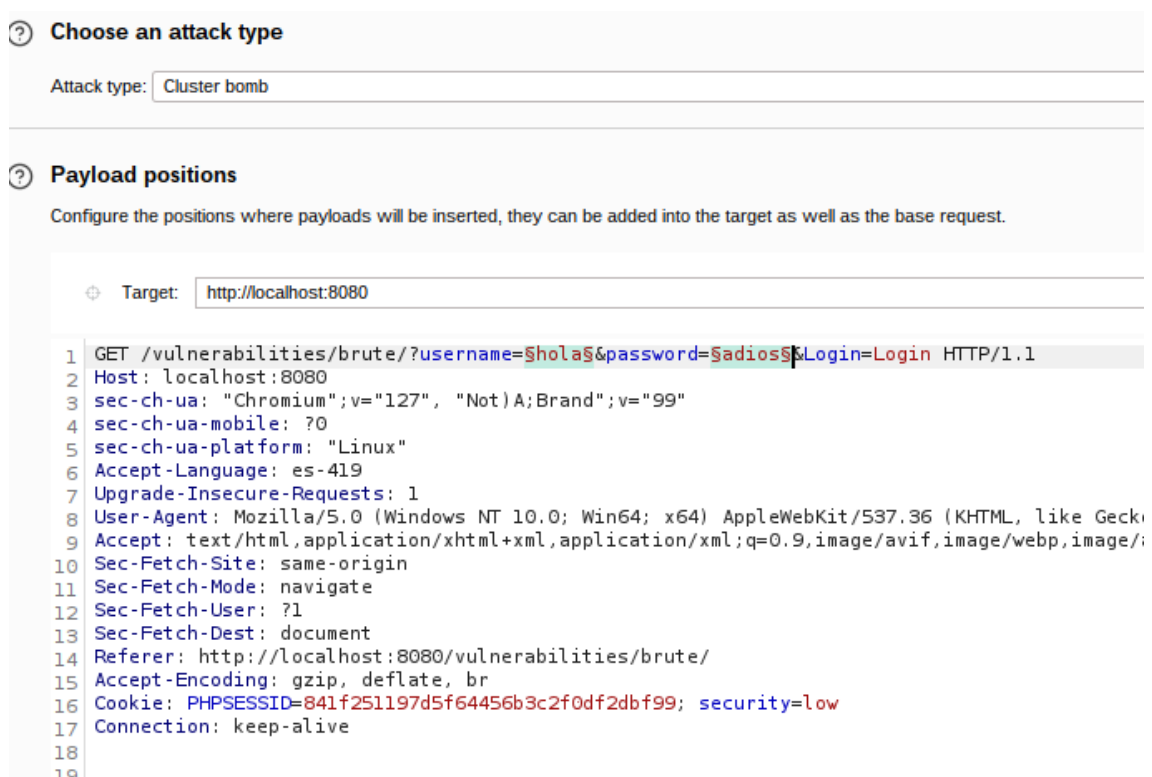 Choose an attack type
Attack type: Cluster bomb
Payload positions
Configure the positions where payloads will be inserted, they can be added into the target as well as the base request.
Target: http://localhost:8080
1 GET /vulnerabilities/brute/?username=§hola§&password=§adios§&Login=Login HTTP/1.1
2 Host: localhost:8080
3 sec-ch-ua: "Chromium";v="127", "Not)A;Brand";v="99"
4 sec-ch-ua-mobile: ?0
5 sec-ch-ua-platform: "Linux"
6 Accept-Language: es-419
7 Upgrade-Insecure-Requests: 1
8 User-Agent: Mozilla/5.0 (Windows NT 10.0; Win64; x64) AppleWebKit/537.36 (KHTML, like
9 Accept: text/html,application/xhtml+xml,application/xml;q=0.9,image/avif,image/webp,
10 Sec-Fetch-Site: same-origin
11 Sec-Fetch-Mode: navigate
12 Sec-Fetch-User: ?1
13 Sec-Fetch-Dest: document
14 Referer: http://localhost:8080/vulnerabilities/brute/
15 Accept-Encoding: gzip, deflate, br
16 Cookie: PHPSESSID=841f251197d5f64456b3c2f0df2dbf99; security=low
17 Connection: keep-alive
18
19